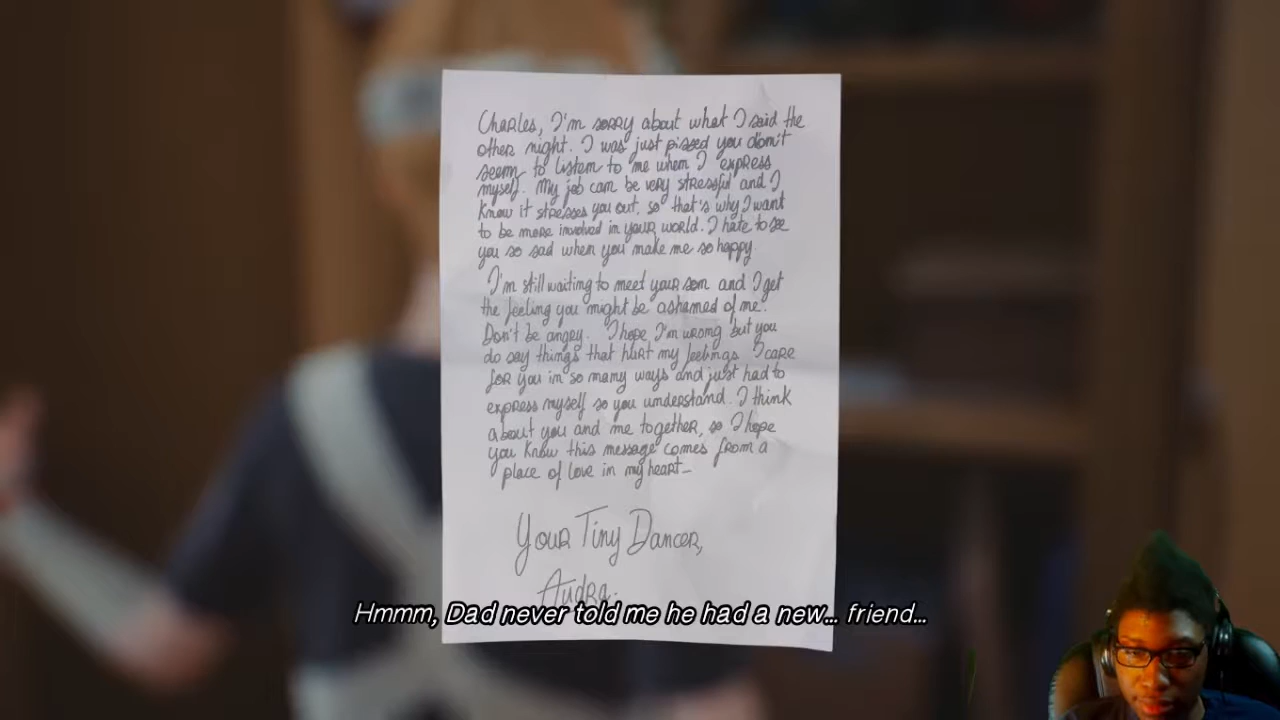 Charles, I'm sorry about what I said the
other night. I was just pissed you don't
seem to listen to me when I express
myself. My job can be very stressful and I
know it stresses you out, so that's why I want
to be more involved in your world. I hate to see
you so sad when you make me so happy.
I'm still waiting to meet your son and I get
the feeling you might be ashamed of me.
Don't be angry. I hope I'm wrong but you
do say things that hurt my feelings. I care
for you in so many ways and just had to
express myself so you understand. I think
about you and me together, so I hope
you know this message comes from a
place of love in my heart_
Your Tiny Dancer,
Audra.
Hmmm, Dad never told me he had a new... friend...